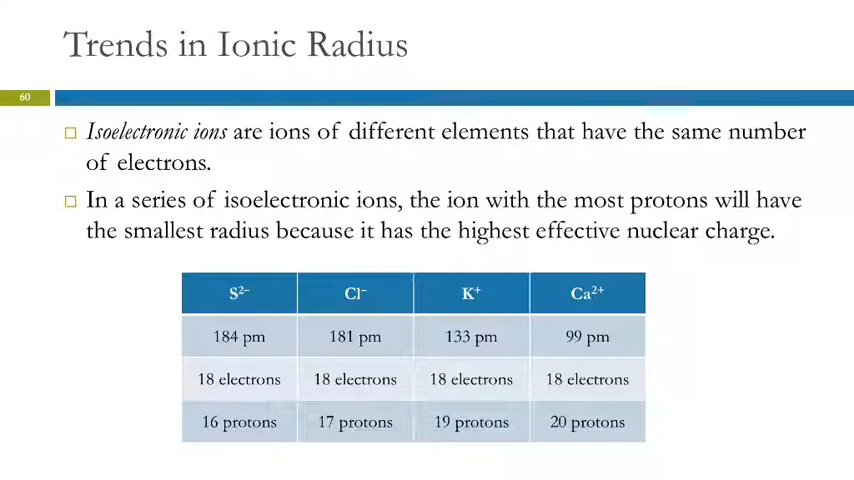 Trends in Ionic Radius
60
Isoelectronic ions are ions of different elements that have the same number
of electrons.
In a series of isoelectronic ions, the ion with the most protons will have
the smallest radius because it has the highest effective nuclear charge.
S²⁻ Cl⁻ K⁺ Ca²⁺
184 pm 181 pm 133 pm 99 pm
18 electrons 18 electrons 18 electrons 18 electrons
16 protons 17 protons 19 protons 20 protons